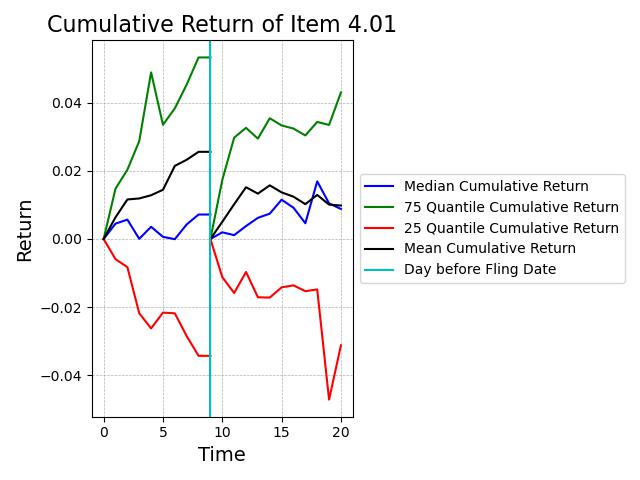 Cumulative Return of Item 4.01
Return
0.04
0.02
0.00
−0.02
−0.04
0
5
10
15
20
Time
Median Cumulative Return
75 Quantile Cumulative Return
25 Quantile Cumulative Return
Mean Cumulative Return
Day before Fling Date